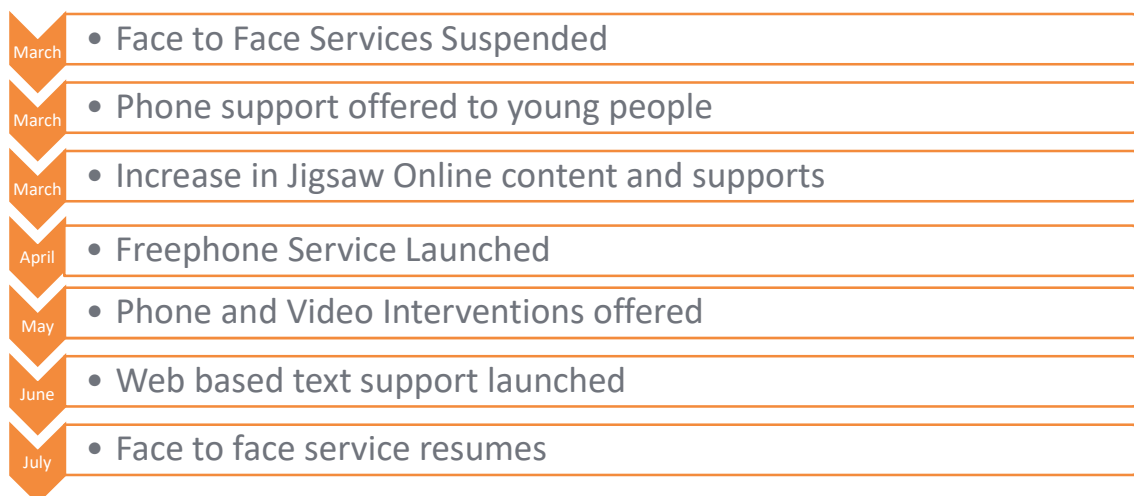 March • Face to Face Services Suspended
March • Phone support offered to young people
March • Increase in Jigsaw Online content and supports
April • Freephone Service Launched
May • Phone and Video Interventions offered
June • Web based text support launched
July • Face to face service resumes